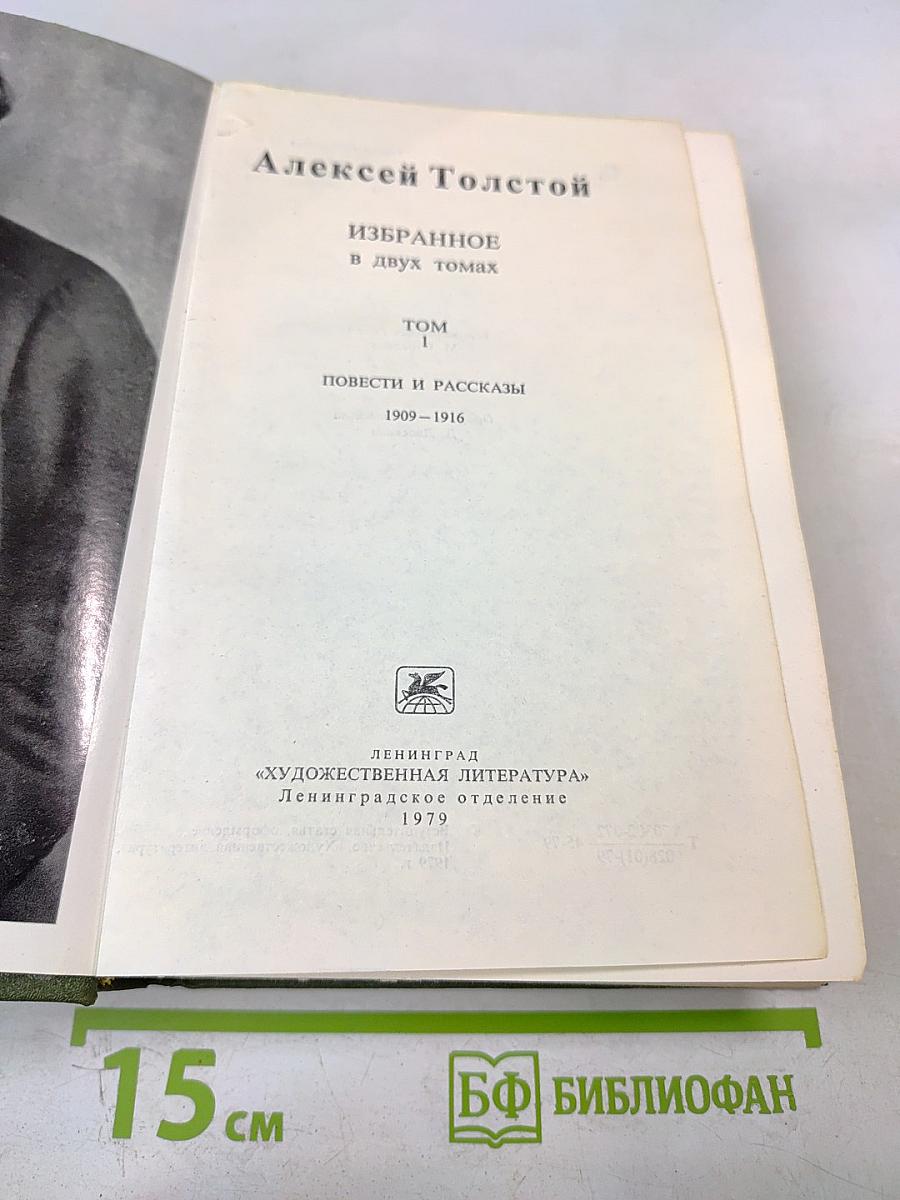 Алексей Толстой
ИЗБРАННОЕ
в двух томах
ТОМ
1
ПОВЕСТИ И РАССКАЗЫ
1909—1916
ЛЕНИНГРАД
«ХУДОЖЕСТВЕННАЯ ЛИТЕРАТУРА»
Ленинградское отделение
1979
15 см
БФ БИБЛИОФАН